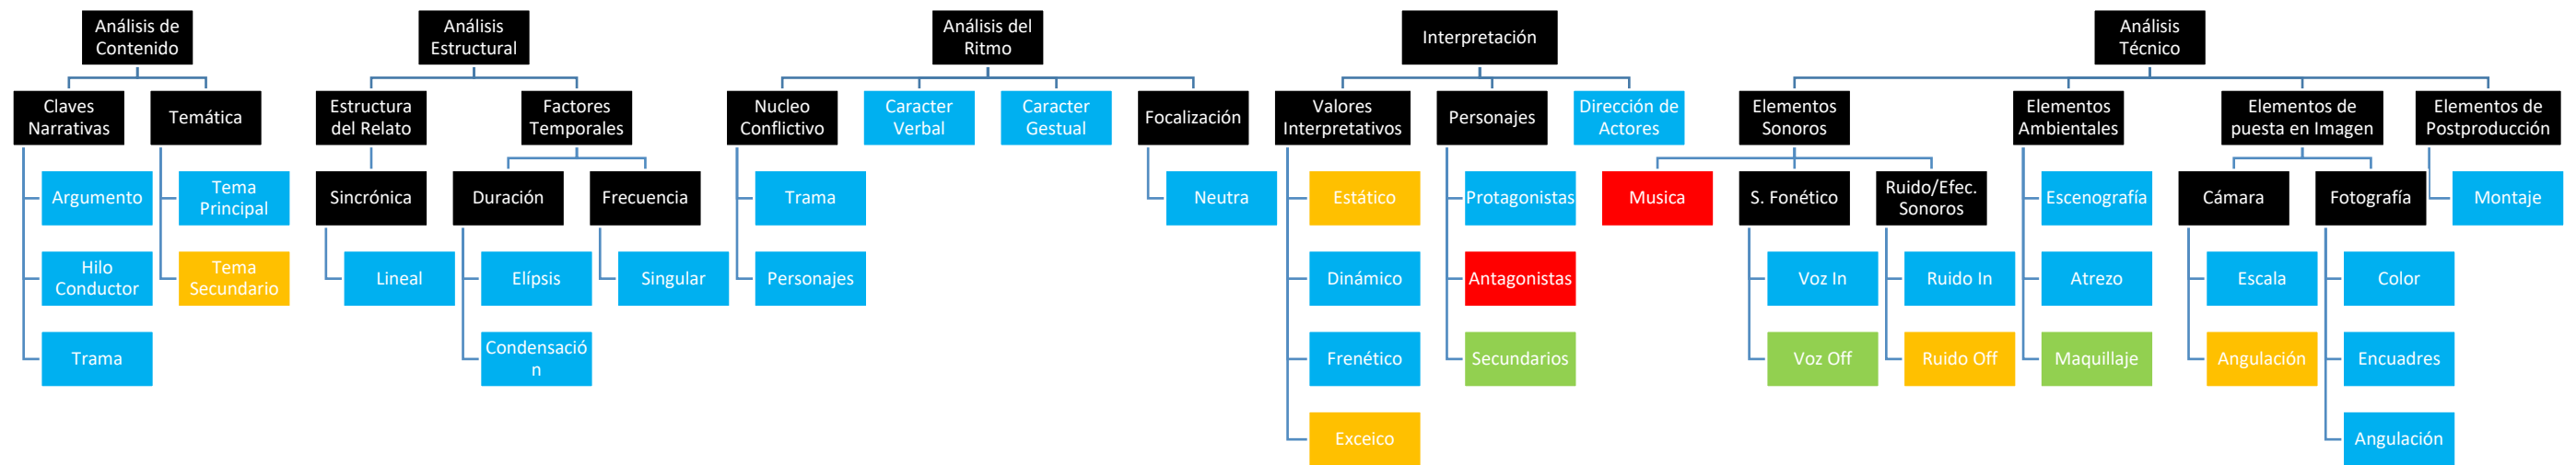 Análisis de
Contenido
Claves
Narrativas
Argumento
Hilo
Conductor
Trama
Temática
Tema
Principal
Tema
Secundario
Análisis
Estructural
Estructura
del Relato
Sincrónica
Lineal
Factores
Temporales
Duración
Elípsis
Condensació
n
Frecuencia
Singular
Análisis del
Ritmo
Nucleo
Conflictivo
Trama
Personajes
Caracter
Verbal
Caracter
Gestual
Focalización
Neutra
Interpretación
Valores
Interpretativos
Estático
Dinámico
Frenético
Exceico
Personajes
Protagonistas
Antagonistas
Secundarios
Dirección de
Actores
Análisis
Técnico
Elementos
Sonoros
Musica
S. Fonético
Voz In
Voz Off
Ruido/Efec.
Sonoros
Ruido In
Ruido Off
Elementos
Ambientales
Escenografía
Atrezo
Maquillaje
Elementos de
puesta en Imagen
Cámara
Escala
Angulación
Fotografía
Color
Encuadres
Angulación
Elementos de
Postproducción
Montaje